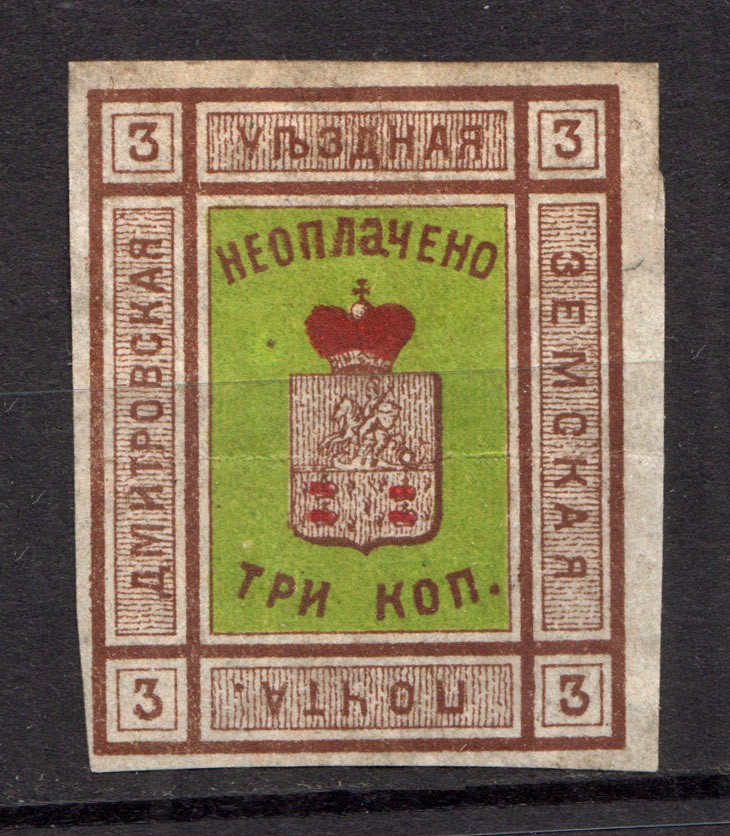 3 УѢЗДНАЯ 3
ДМИТРОВСКАЯ
НЕОПЛАЧЕНО
ЗЕМСКАЯ
ТРИ КОП.
3 ПОЧТА. 3